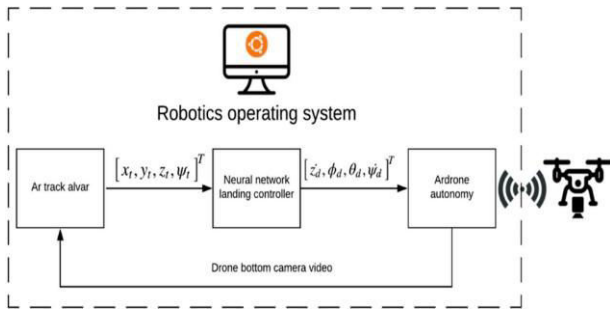 Robotics operating system
[x_t, y_t, z_t, ψ_t]^T
[ż_d, ϕ_d, θ_d, ψ̇_d]^T
Ar track alvar
Neural network
landing controller
Ardrone
autonomy
Drone bottom camera video